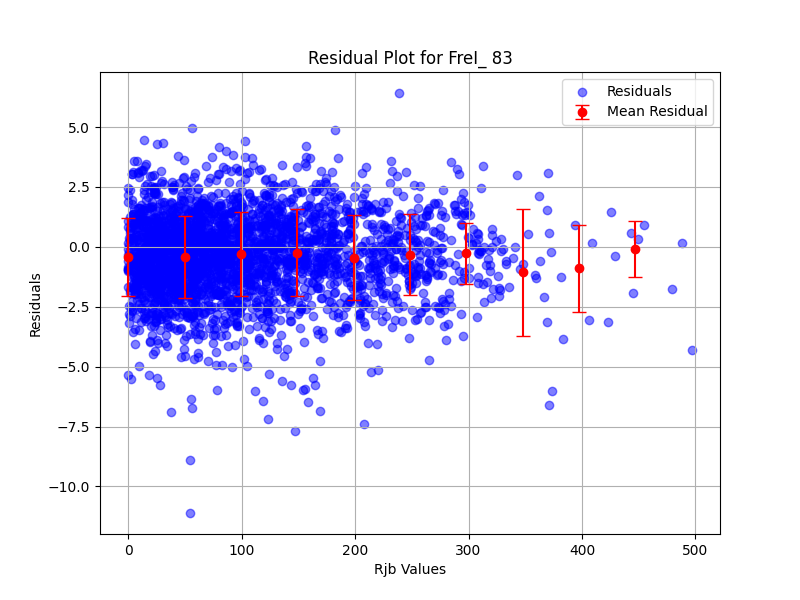 Residual Plot for FreI_ 83
Residuals
Mean Residual
5.0
2.5
0.0
−2.5
−5.0
−7.5
−10.0
Residuals
0 100 200 300 400 500
Rjb Values